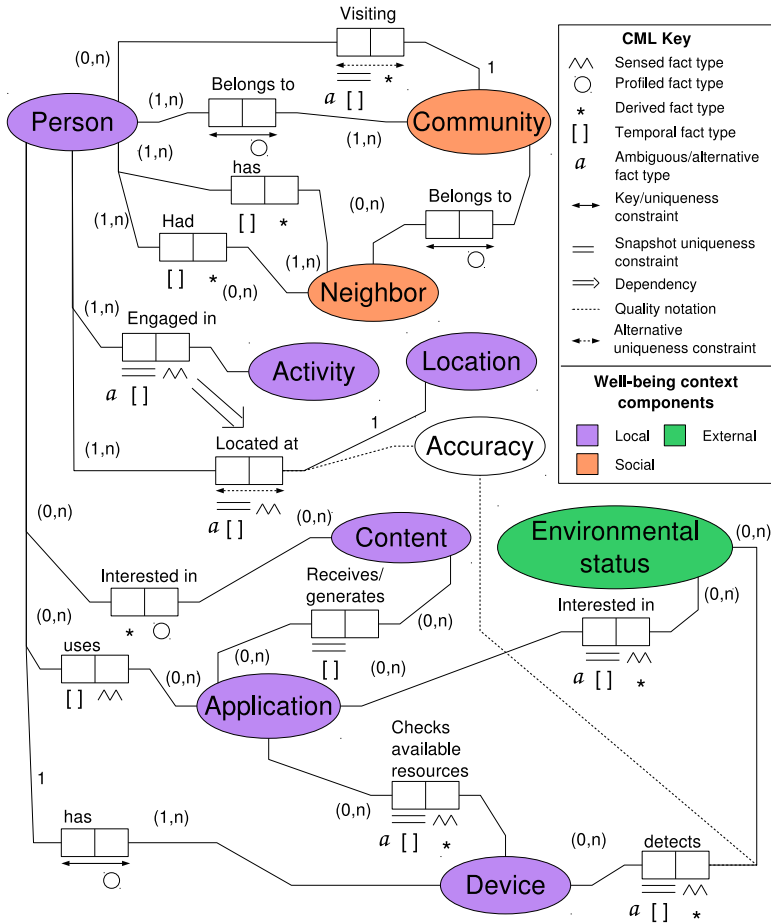 Visiting
(0,n)
1
a [ ] *
Belongs to
Person
(1,n)
(1,n)
Community
(1,n)
has
[ ] *
(0,n)
Belongs to
(1,n)
Had
[ ] *
(0,n)
(1,n)
Neighbor
(1,n)
Engaged in
a [ ]
Activity
Location
1
(1,n)
Located at
a [ ]
Accuracy
(0,n)
(0,n)
Content
Environmental
status
(0,n)
Interested in
*
Receives/
generates
[ ]
(0,n)
Interested in
(0,n)
a [ ]
*
(0,n)
uses
[ ]
(0,n)
(0,n)
(0,n)
Application
Checks
available
resources
(0,n)
a [ ] *
1
has
(1,n)
Device
(0,n)
detects
a [ ] *
CML Key
Sensed fact type
Profiled fact type
* Derived fact type
[ ] Temporal fact type
a Ambiguous/alternative
fact type
Key/uniqueness
constraint
Snapshot uniqueness
constraint
Dependency
Quality notation
Alternative
uniqueness constraint
Well-being context
components
Local
External
Social